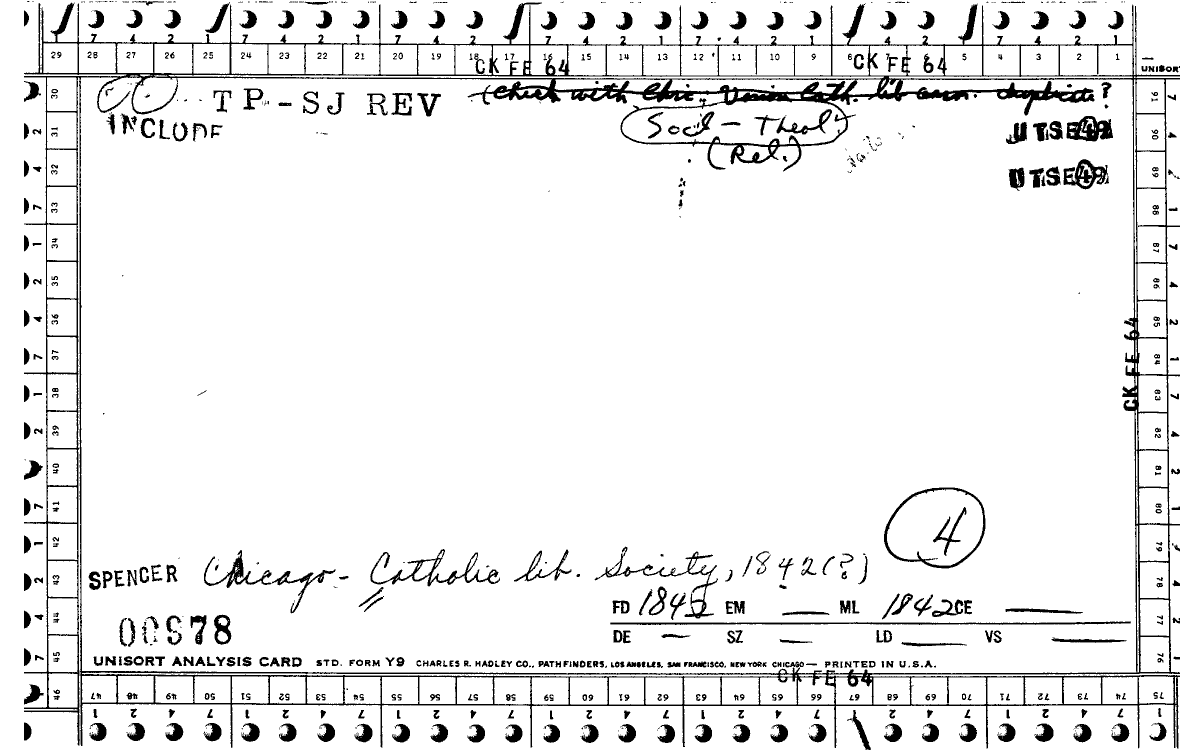 7 4 2 1 7 4 2 1 7 4 2 1 7 4 2 1 7 4 2 1 7 4 2 1 7 4 2 1
29 28 27 26 25 24 23 22 21 20 19 18 17 16 15 14 13 12 11 10 9 8 7 6 5 4 3 2 1
CK FE 64 CK FE 64 UNISORT
TP-SJ REV (Check with Chic. Union Cath. lib assn. duplicate?
INCLUDE Socl - Theol UTSE49
(Rel.)
UTSE49
30 31 32 33 34 35 36 37 38 39 40 41 42 43 44 45 46
91 90 89 88 87 86 85 84 83 82 81 80 79 78 77 76 75
CK FE 64
4
SPENCER Chicago - Catholic lib. Society, 1842(?)
FD 1842 EM — ML 1842 CE —
00978
DE — SZ — LD — VS —
UNISORT ANALYSIS CARD STD. FORM Y9 CHARLES R. HADLEY CO., PATHFINDERS, LOS ANGELES, SAN FRANCISCO, NEW YORK CHICAGO — PRINTED IN U.S.A.
CK FE 64
47 48 49 50 51 52 53 54 55 56 57 58 59 60 61 62 63 64 65 66 67 68 69 70 71 72 73 74 75
1 2 4 7 1 2 4 7 1 2 4 7 1 2 4 7 1 2 4 7 1 2 4 7 1 2 4 7 1